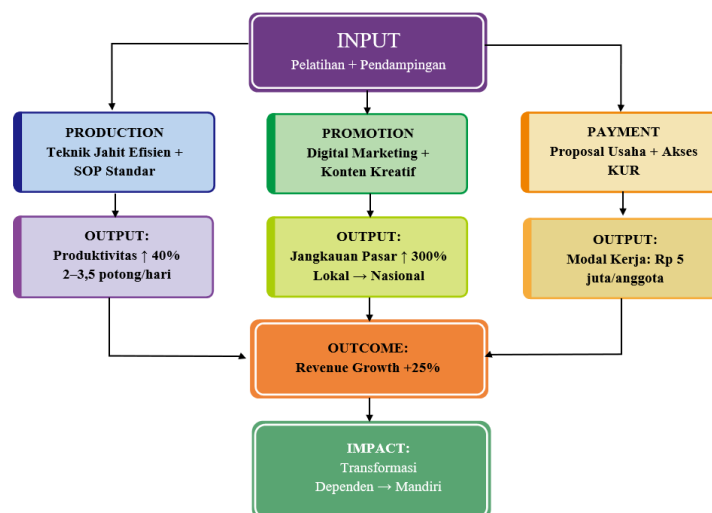 INPUT
Pelatihan + Pendampingan
PRODUCTION
Teknik Jahit Efisien +
SOP Standar
PROMOTION
Digital Marketing +
Konten Kreatif
PAYMENT
Proposal Usaha + Akses
KUR
OUTPUT:
Produktivitas ↑ 40%
2–3,5 potong/hari
OUTPUT:
Jangkauan Pasar ↑ 300%
Lokal → Nasional
OUTPUT:
Modal Kerja: Rp 5
juta/anggota
OUTCOME:
Revenue Growth +25%
IMPACT:
Transformasi
Dependen → Mandiri